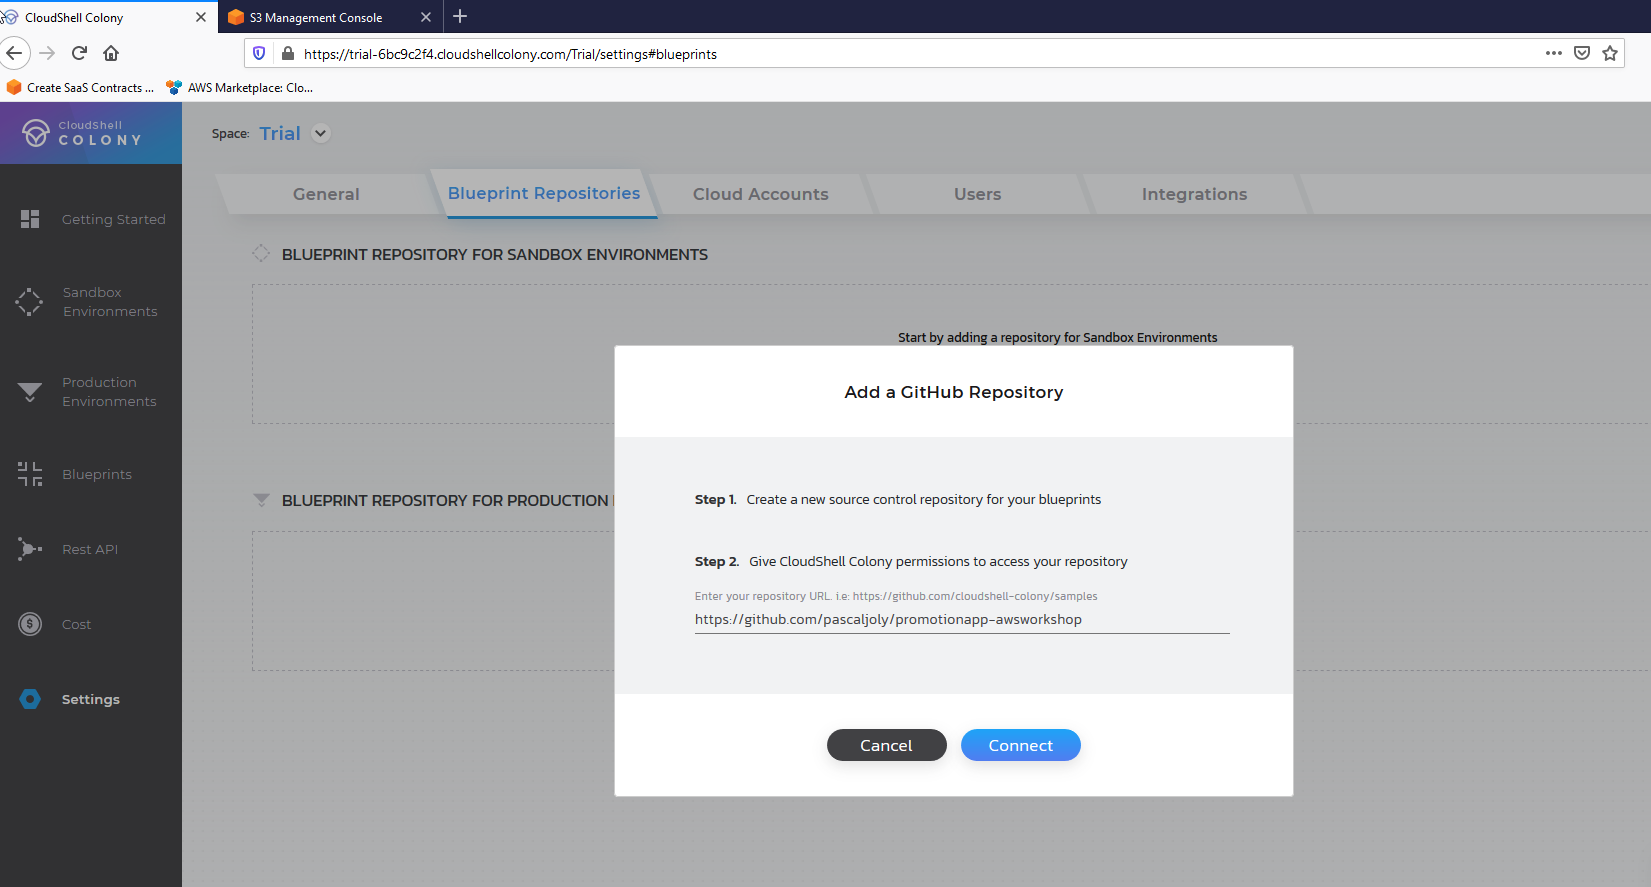 CloudShell Colony
S3 Management Console
https://trial-6bc9c2f4.cloudshellcolony.com/Trial/settings#blueprints
Create SaaS Contracts ...
AWS Marketplace: Clo...
CloudShell
COLONY
Space: Trial
General
Blueprint Repositories
Cloud Accounts
Users
Integrations
Getting Started
Sandbox
Environments
Production
Environments
Blueprints
Rest API
Cost
Settings
BLUEPRINT REPOSITORY FOR SANDBOX ENVIRONMENTS
Start by adding a repository for Sandbox Environments
BLUEPRINT REPOSITORY FOR PRODUCTION
Add a GitHub Repository
Step 1. Create a new source control repository for your blueprints
Step 2. Give CloudShell Colony permissions to access your repository
Enter your repository URL. i.e: https://github.com/cloudshell-colony/samples
https://github.com/pascaljoly/promotionapp-awsworkshop
Cancel
Connect